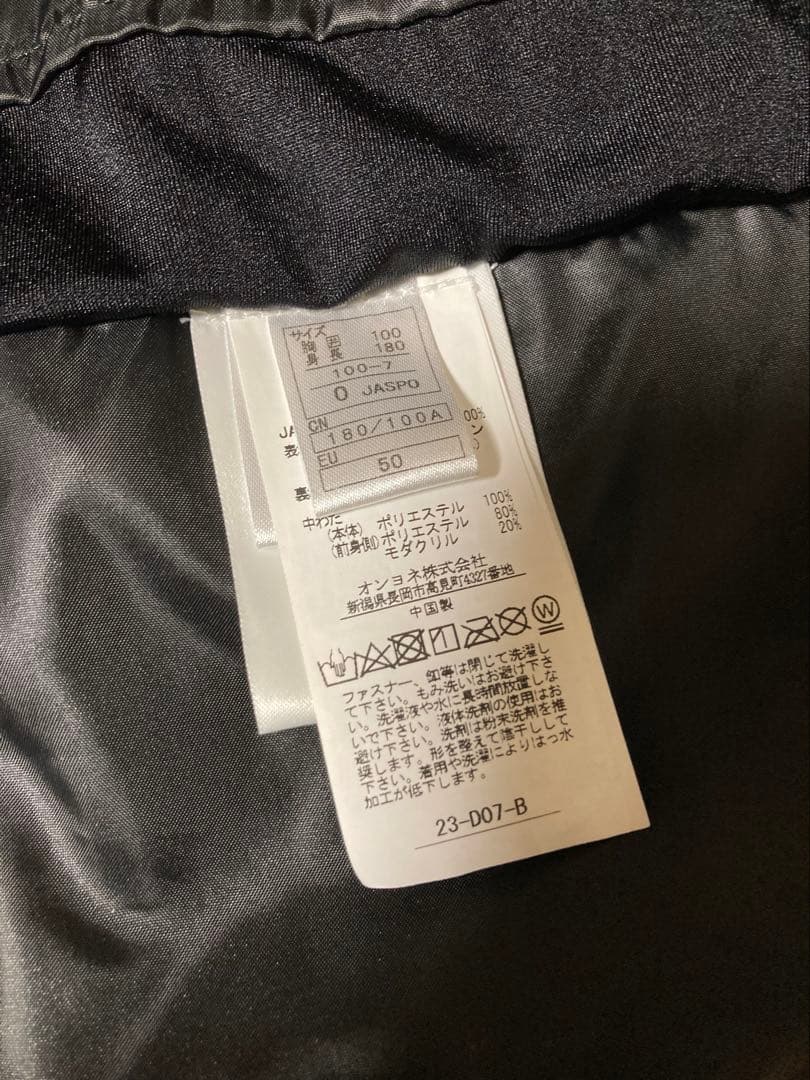 サイズ
胸囲 100
身長 180
100-7
O JASPO
CN
180/100A
EU
50
JA
00%
表
ン
裏
中わた
(本体) ポリエステル 100%
(前身側)ポリエステル 80%
モダクリル 20%
オンヨネ株式会社
新潟県長岡市高見町4327番地
中国製
W
ファスナー、釦等は閉じて洗濯し
て下さい。もみ洗いはお避け下さ
い。洗濯液や水に長時間放置しな
いで下さい。液体洗剤の使用はお
避け下さい。洗剤は粉末洗剤を推
奨します。形を整えて陰干しして
下さい。着用や洗濯によりはっ水
加工が低下します。
23-D07-B